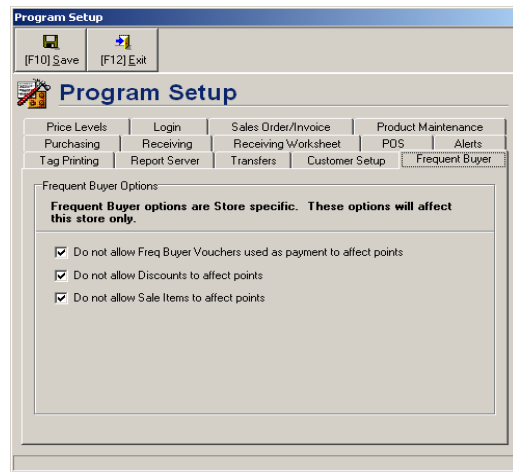 Program Setup
[F10] Save [F12] Exit
Program Setup
Price Levels Login Sales Order/Invoice Product Maintenance
Purchasing Receiving Receiving Worksheet POS Alerts
Tag Printing Report Server Transfers Customer Setup Frequent Buyer
Frequent Buyer Options
Frequent Buyer options are Store specific. These options will affect
this store only.
Do not allow Freq Buyer Vouchers used as payment to affect points
Do not allow Discounts to affect points
Do not allow Sale Items to affect points